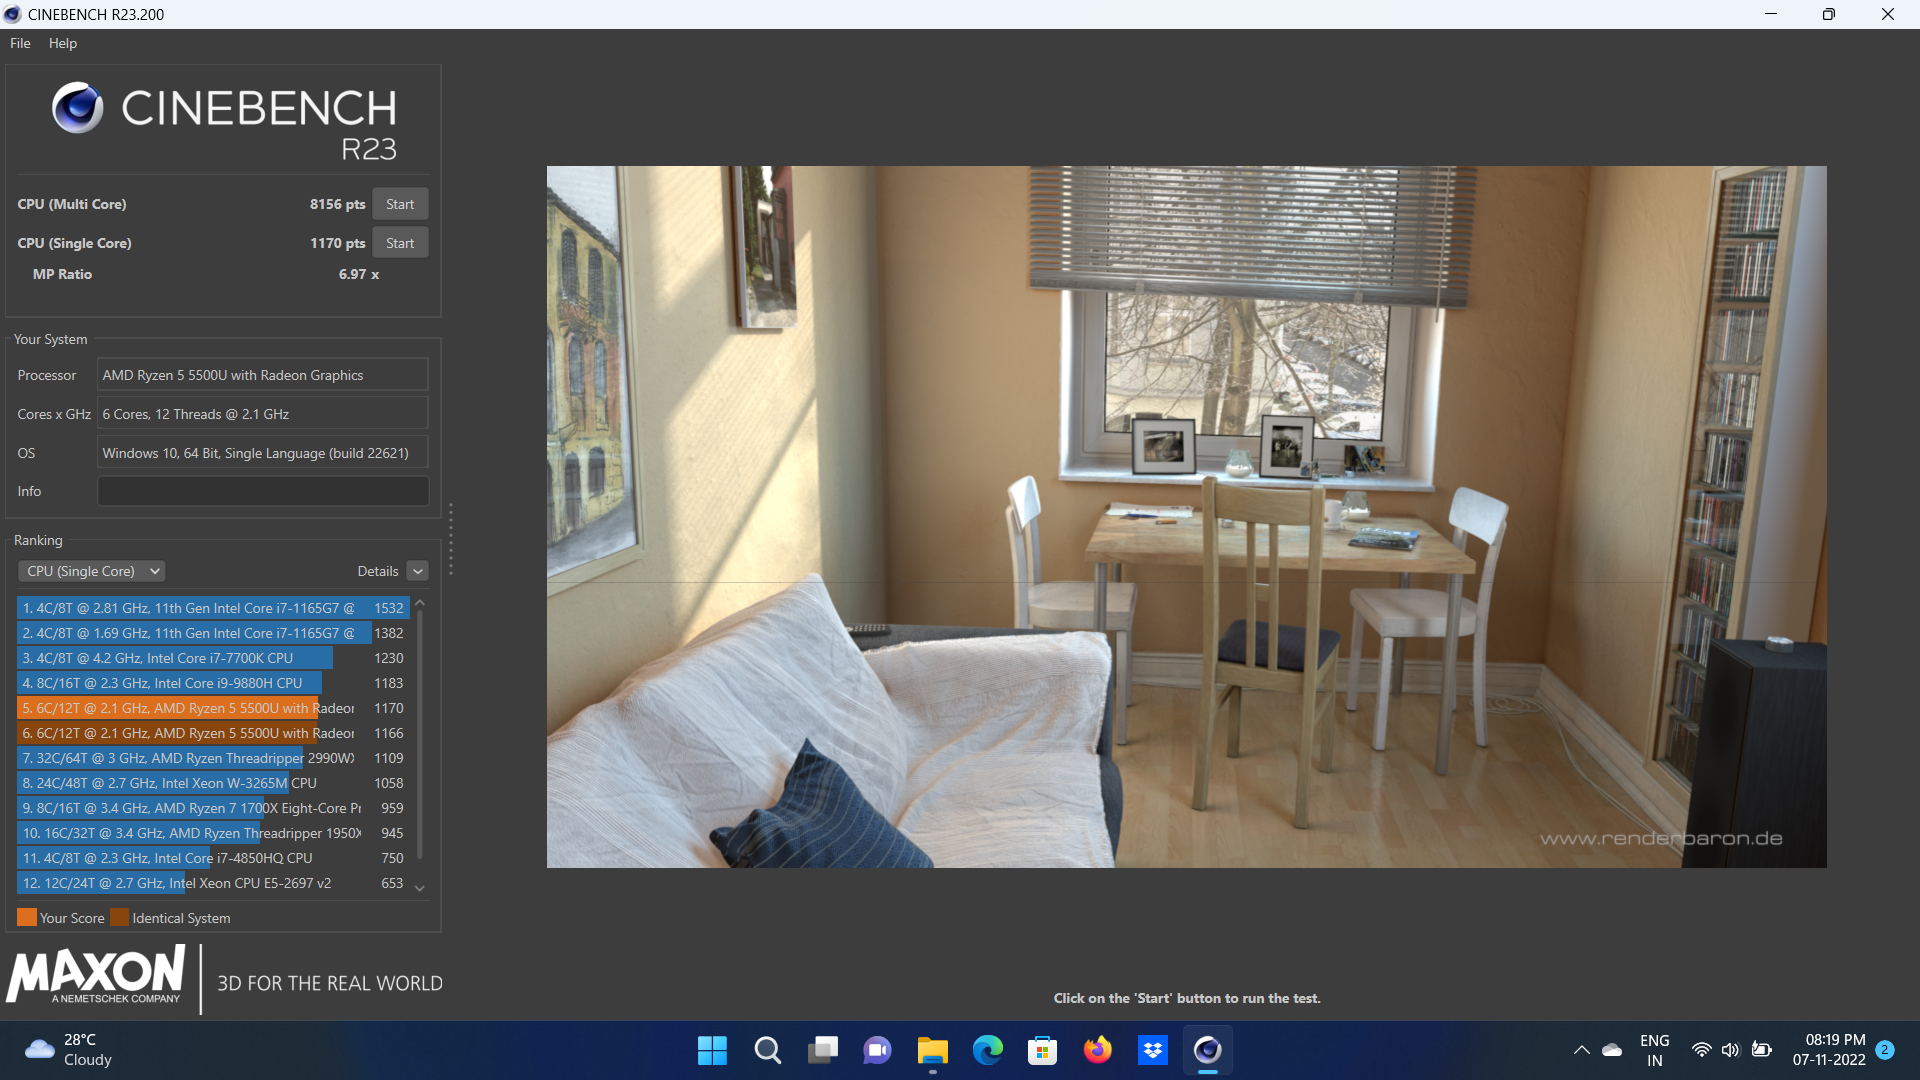 CINEBENCH R23.200
File Help
CINEBENCH
R23
CPU (Multi Core) 8156 pts Start
CPU (Single Core) 1170 pts Start
MP Ratio 6.97 x
Your System
Processor AMD Ryzen 5 5500U with Radeon Graphics
Cores x GHz 6 Cores, 12 Threads @ 2.1 GHz
OS Windows 10, 64 Bit, Single Language (build 22621)
Info
Ranking
CPU (Single Core) Details
1. 4C/8T @ 2.81 GHz, 11th Gen Intel Core i7-1165G7 @ 1532
2. 4C/8T @ 1.69 GHz, 11th Gen Intel Core i7-1165G7 @ 1382
3. 4C/8T @ 4.2 GHz, Intel Core i7-7700K CPU 1230
4. 8C/16T @ 2.3 GHz, Intel Core i9-9880H CPU 1183
5. 6C/12T @ 2.1 GHz, AMD Ryzen 5 5500U with Radeor 1170
6. 6C/12T @ 2.1 GHz, AMD Ryzen 5 5500U with Radeor 1166
7. 32C/64T @ 3 GHz, AMD Ryzen Threadripper 2990WX 1109
8. 24C/48T @ 2.7 GHz, Intel Xeon W-3265M CPU 1058
9. 8C/16T @ 3.4 GHz, AMD Ryzen 7 1700X Eight-Core Pr 959
10. 16C/32T @ 3.4 GHz, AMD Ryzen Threadripper 1950X 945
11. 4C/8T @ 2.3 GHz, Intel Core i7-4850HQ CPU 750
12. 12C/24T @ 2.7 GHz, Intel Xeon CPU E5-2697 v2 653
Your Score Identical System
MAXON
A NEMETSCHEK COMPANY
3D FOR THE REAL WORLD
www.renderbaron.de
Click on the 'Start' button to run the test.
28°C
Cloudy
ENG
IN
08:19 PM
07-11-2022
2